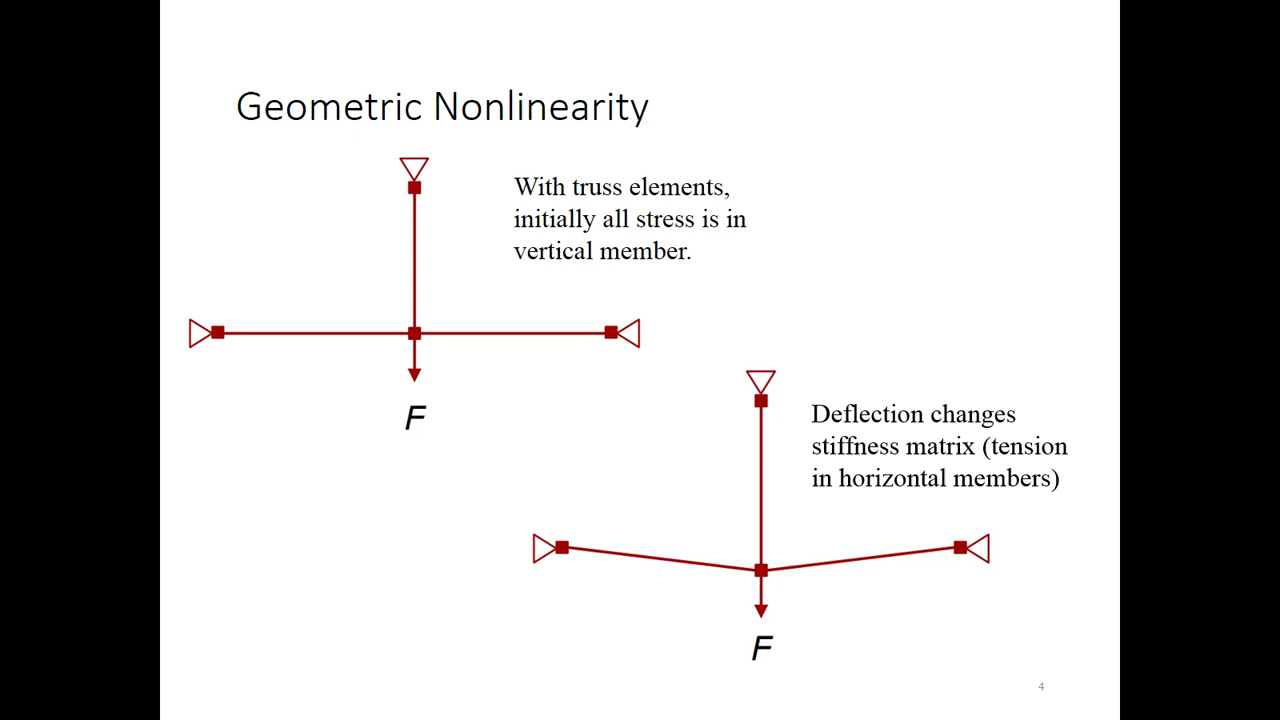 Geometric Nonlinearity
With truss elements,
initially all stress is in
vertical member.
F
Deflection changes
stiffness matrix (tension
in horizontal members)
F
4